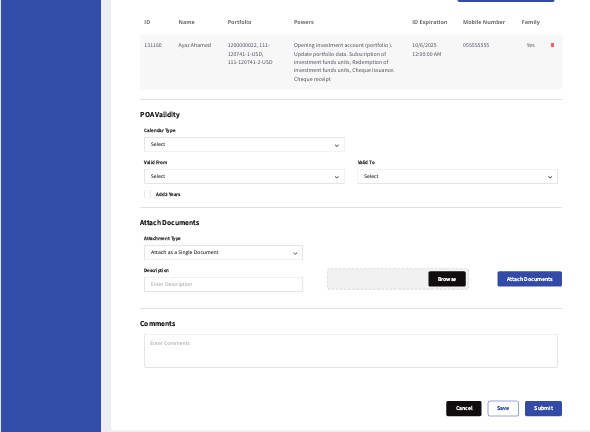 ID Name Portfolio Powers ID Expiration Mobile Number Family
131160 Ayaz Ahamed 1200000022, 111-120741-1-USD, 111-120741-2-USD Opening investment account (portfolio ). 10/6/2025 055555555 Yes
Update portfolio data. Subscription of 12:00:00 AM
investment funds units, Redemption of
investment funds units, Cheque issuance.
Cheque receipt
POA Validity
Calendar Type
Select
Valid From Valid To
Select Select
Add 3 Years
Attach Documents
Attachment Type
Attach as a Single Document
Description
Enter Description Browse Attach Documents
Comments
Enter Comments
Cancel Save Submit